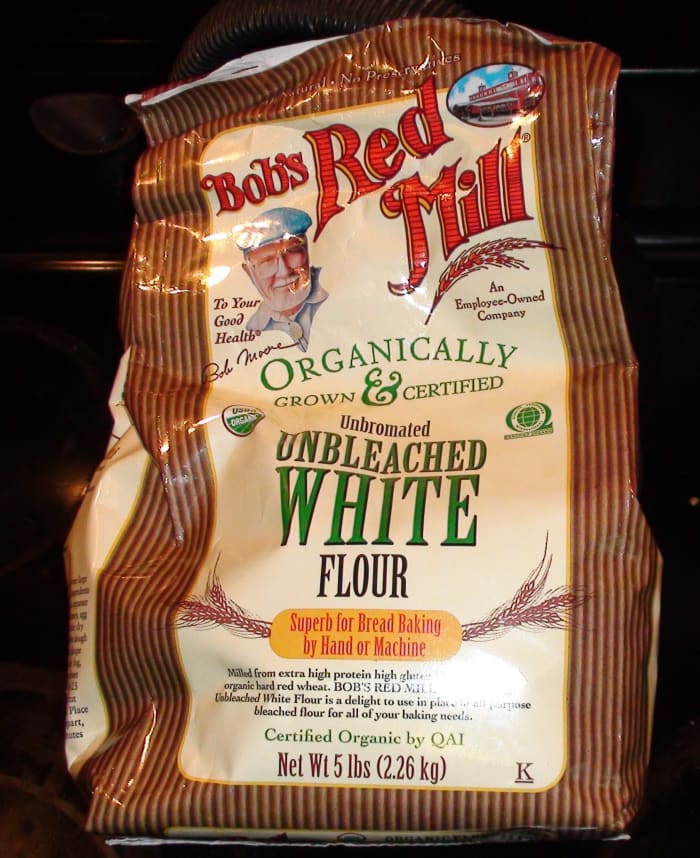 Natural • No Preservatives
Bob's Red
Mill®
To Your
Good
Health®
Bob Moore
An
Employee-Owned
Company
ORGANICALLY
GROWN & CERTIFIED
USDA
ORGANIC
Unbromated
UNBLEACHED
WHITE
FLOUR
Superb for Bread Baking
by Hand or Machine
Milled from extra high protein high
organic hard red wheat. BOB'S RED MILL
Unbleached White Flour is a delight to use in place of all-purpose
bleached flour for all of your baking needs.
Certified Organic by QAI
Net Wt 5 lbs (2.26 kg)
K
Place